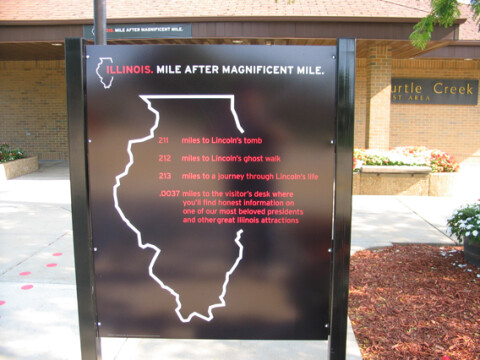 ILLINOIS. MILE AFTER MAGNIFICENT MILE.
ILLINOIS. MILE AFTER MAGNIFICENT MILE.
urtle Creek
ST AREA
211 miles to Lincoln's tomb
212 miles to Lincoln's ghost walk
213 miles to a journey through Lincoln's life
.0037 miles to the visitor's desk where
you'll find honest information on
one of our most beloved presidents
and other great Illinois attractions